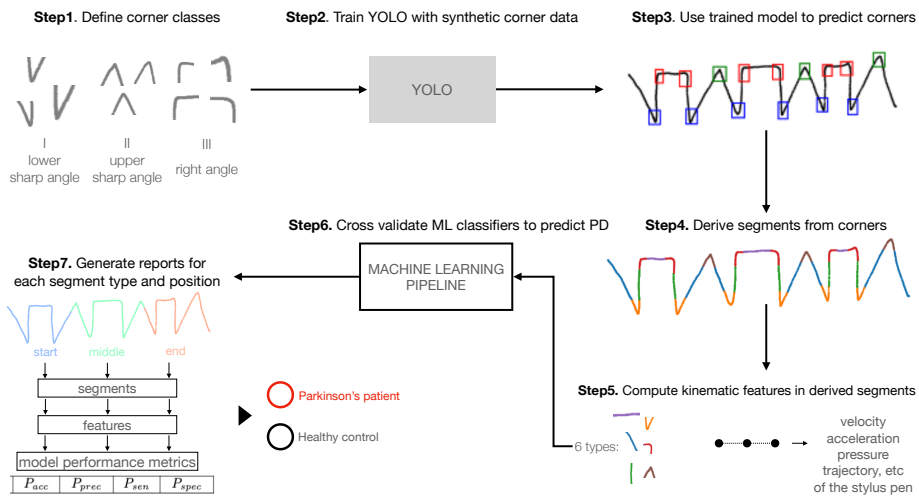 Step1. Define corner classes
Step2. Train YOLO with synthetic corner data
Step3. Use trained model to predict corners
YOLO
I
lower
sharp angle
II
upper
sharp angle
III
right angle
Step4. Derive segments from corners
Step5. Compute kinematic features in derived segments
6 types:
velocity
acceleration
pressure
trajectory, etc
of the stylus pen
Step6. Cross validate ML classifiers to predict PD
MACHINE LEARNING
PIPELINE
Step7. Generate reports for
each segment type and position
start middle end
segments
features
model performance metrics
P_acc P_prec P_sen P_spec
Parkinson's patient
Healthy control